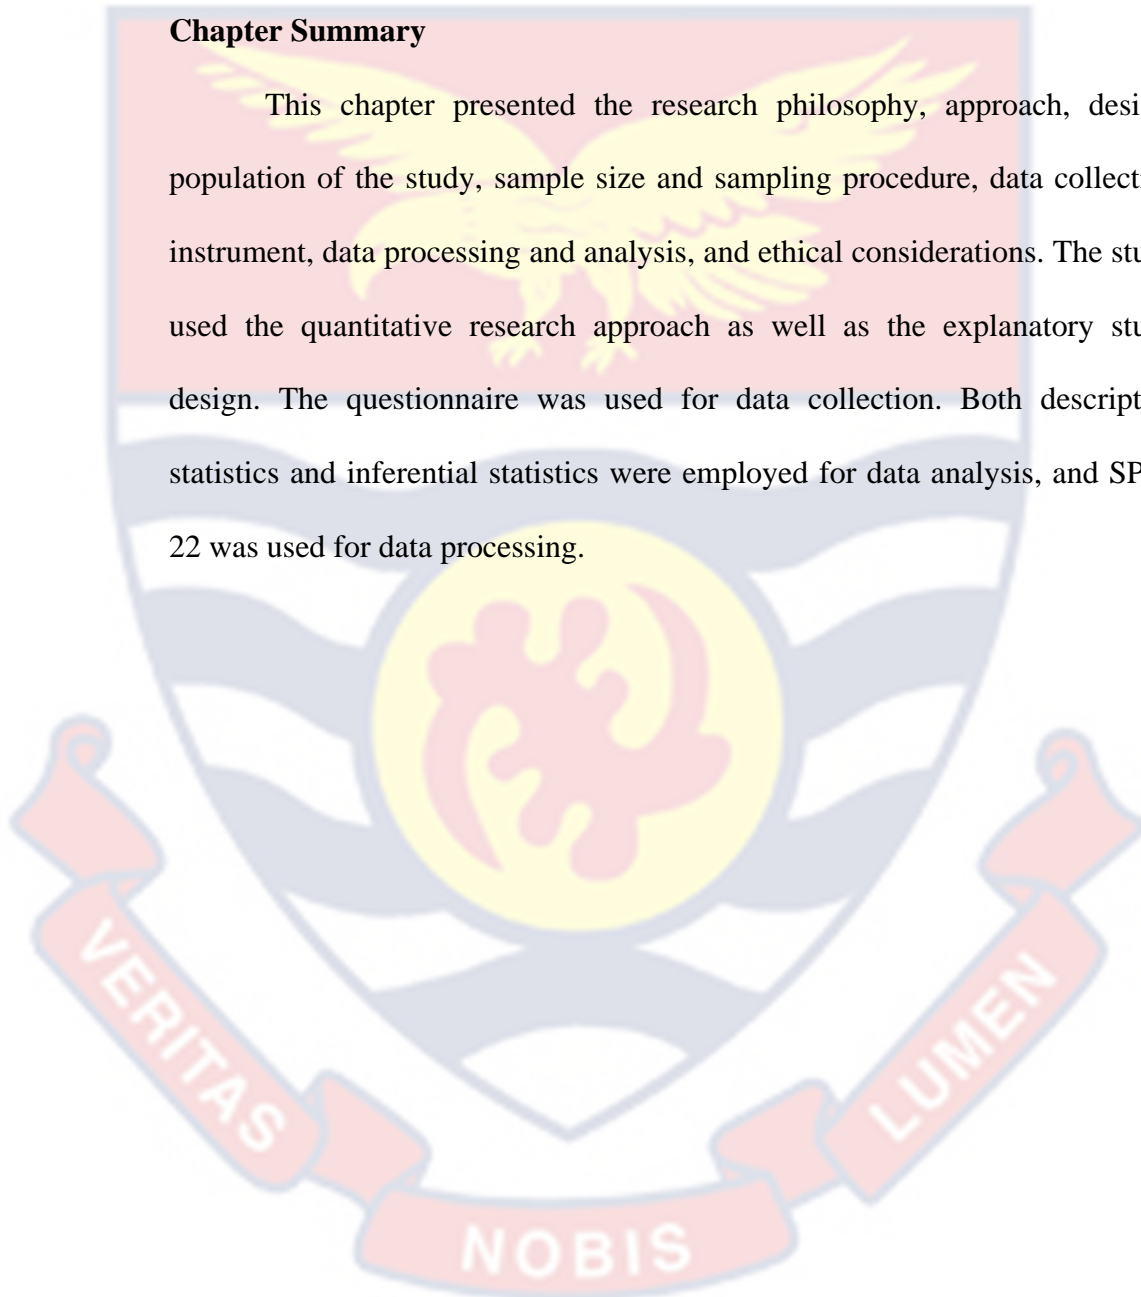 Chapter Summary
This chapter presented the research philosophy, approach, desi
population of the study, sample size and sampling procedure, data collecti
instrument, data processing and analysis, and ethical considerations. The stu
used the quantitative research approach as well as the explanatory stu
design. The questionnaire was used for data collection. Both descript
statistics and inferential statistics were employed for data analysis, and SP
22 was used for data processing.
VERITAS
NOBIS
LUMEN